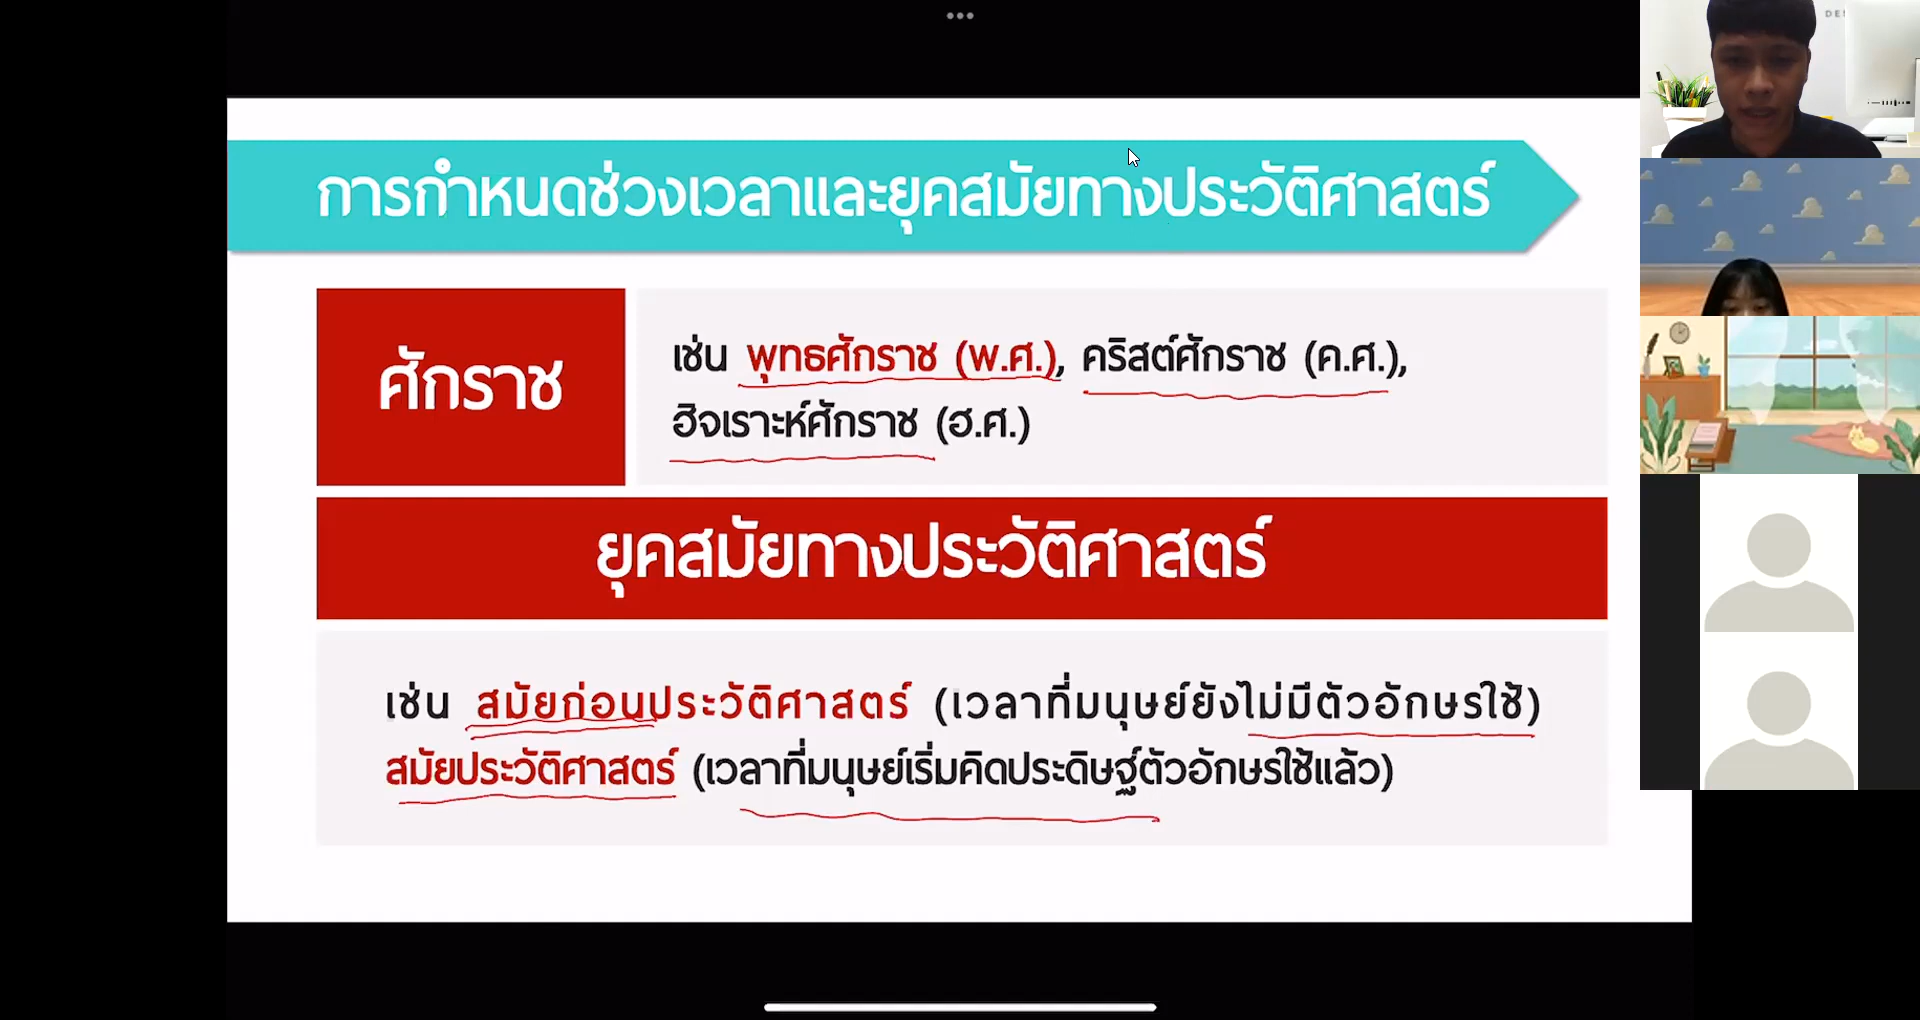 การกำหนดช่วงเวลาและยุคสมัยทางประวัติศาสตร์
ศักราช
เช่น พุทธศักราช (พ.ศ.), คริสต์ศักราช (ค.ศ.),
ฮิจเราะห์ศักราช (ฮ.ศ.)
ยุคสมัยทางประวัติศาสตร์
เช่น สมัยก่อนประวัติศาสตร์ (เวลาที่มนุษย์ยังไม่มีตัวอักษรใช้)
สมัยประวัติศาสตร์ (เวลาที่มนุษย์เริ่มคิดประดิษฐ์ตัวอักษรใช้แล้ว)